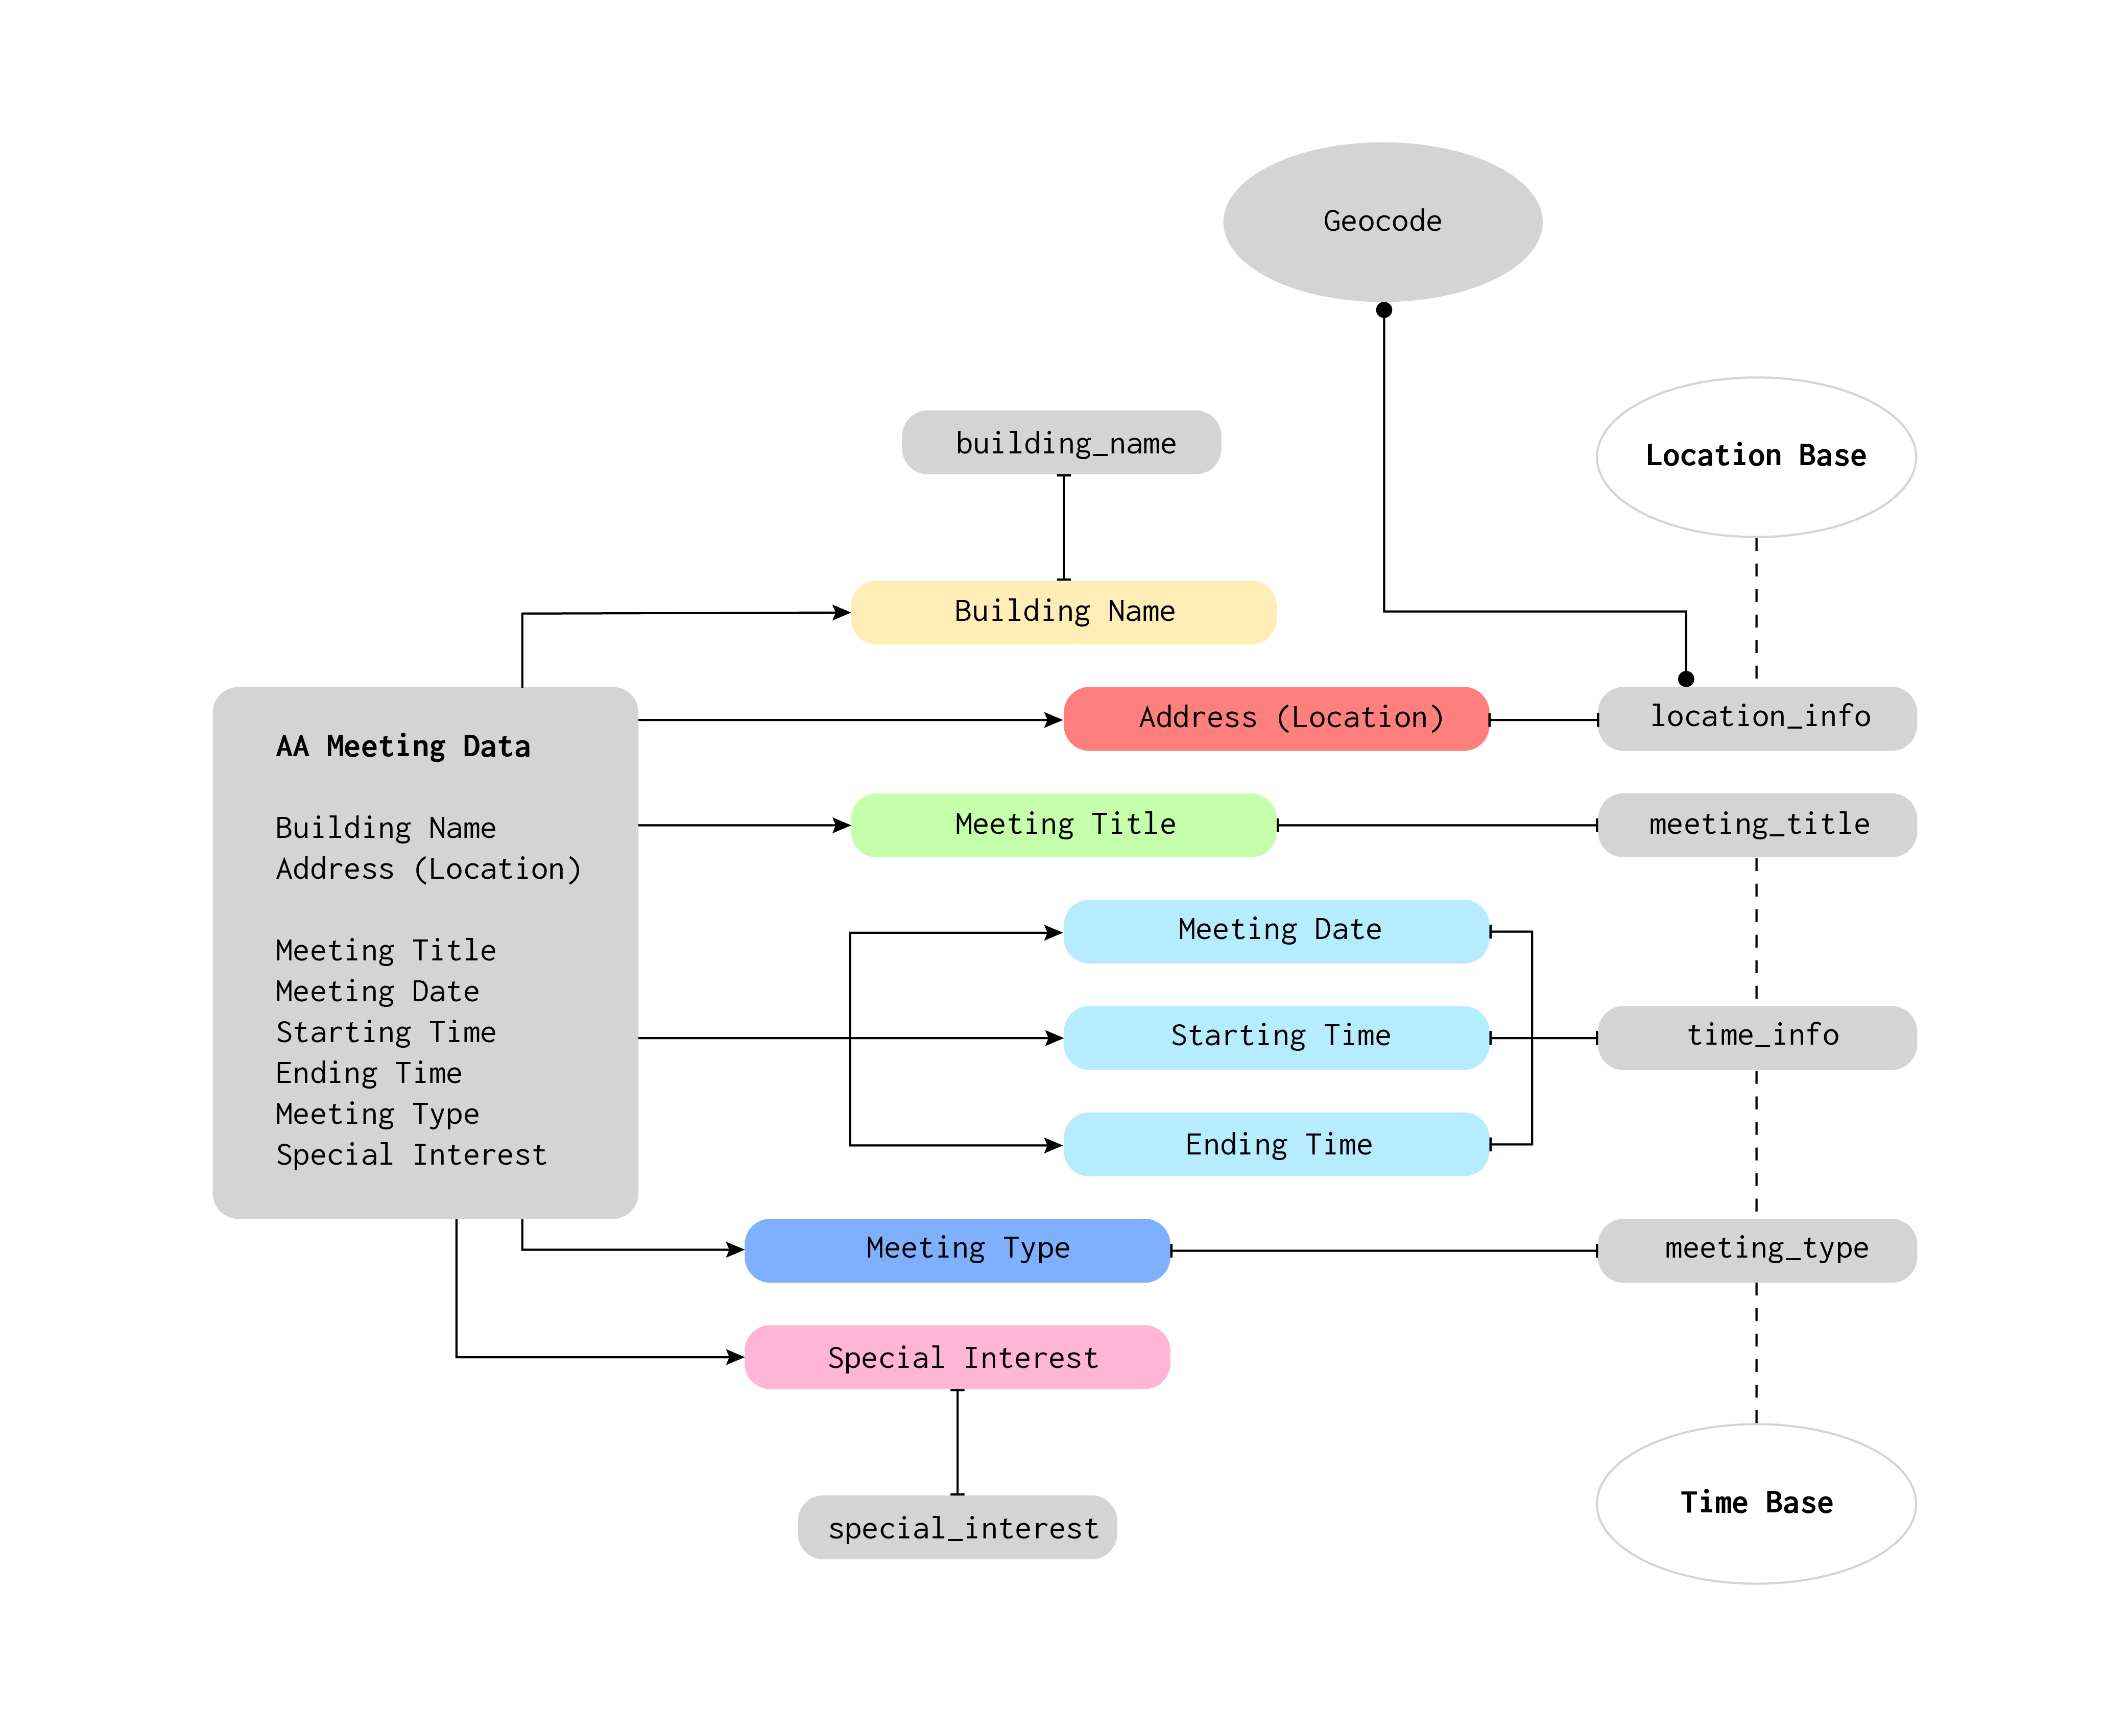 Geocode
building_name
Location Base
Building Name
Address (Location)
location_info
AA Meeting Data
Building Name
Address (Location)
Meeting Title
Meeting Date
Starting Time
Ending Time
Meeting Type
Special Interest
Meeting Title
meeting_title
Meeting Date
Starting Time
time_info
Ending Time
Meeting Type
meeting_type
Special Interest
special_interest
Time Base